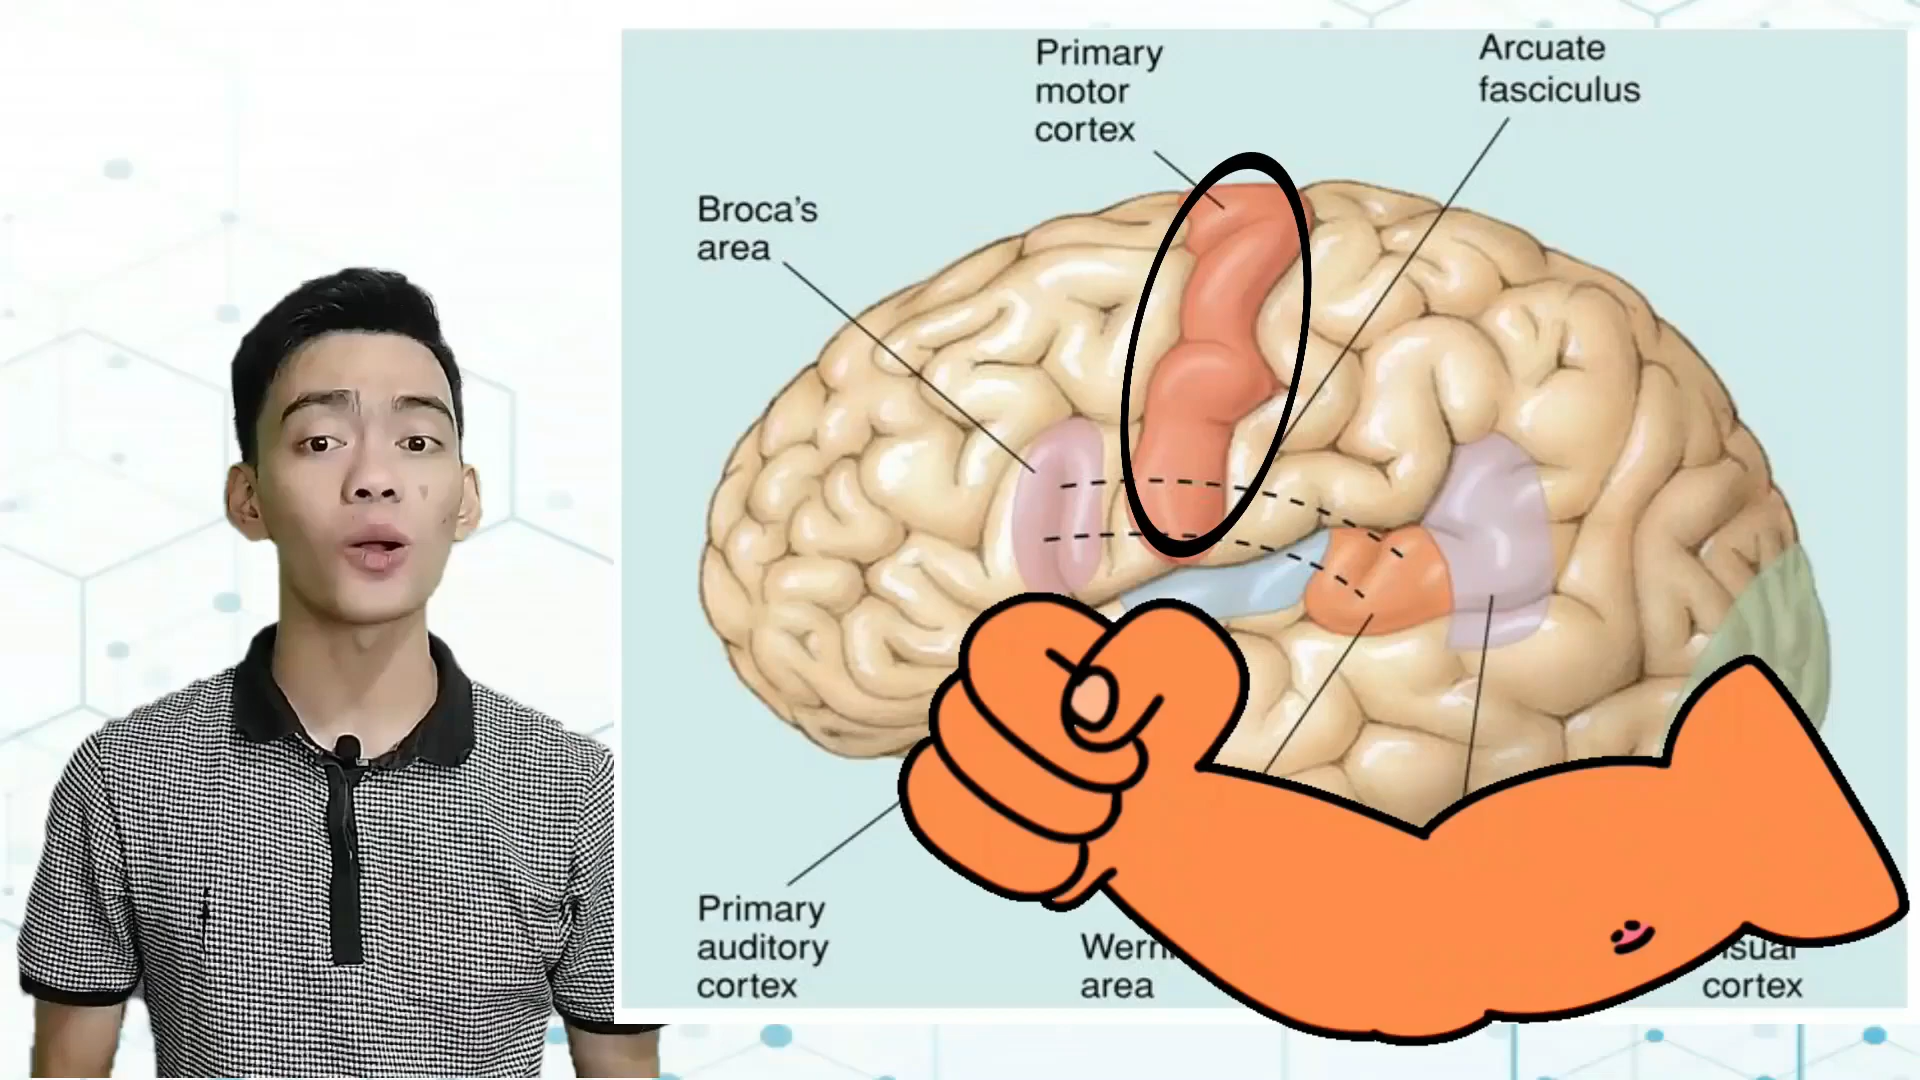 Primary
motor
cortex
Arcuate
fasciculus
Broca's
area
Primary
auditory
cortex
area
cortex